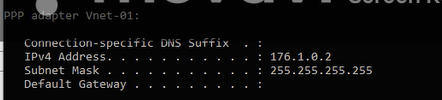 PPP adapter Vnet-01:
Connection-specific DNS Suffix . :
IPv4 Address. . . . . . . . . . . : 176.1.0.2
Subnet Mask . . . . . . . . . . . : 255.255.255.255
Default Gateway . . . . . . . . . :